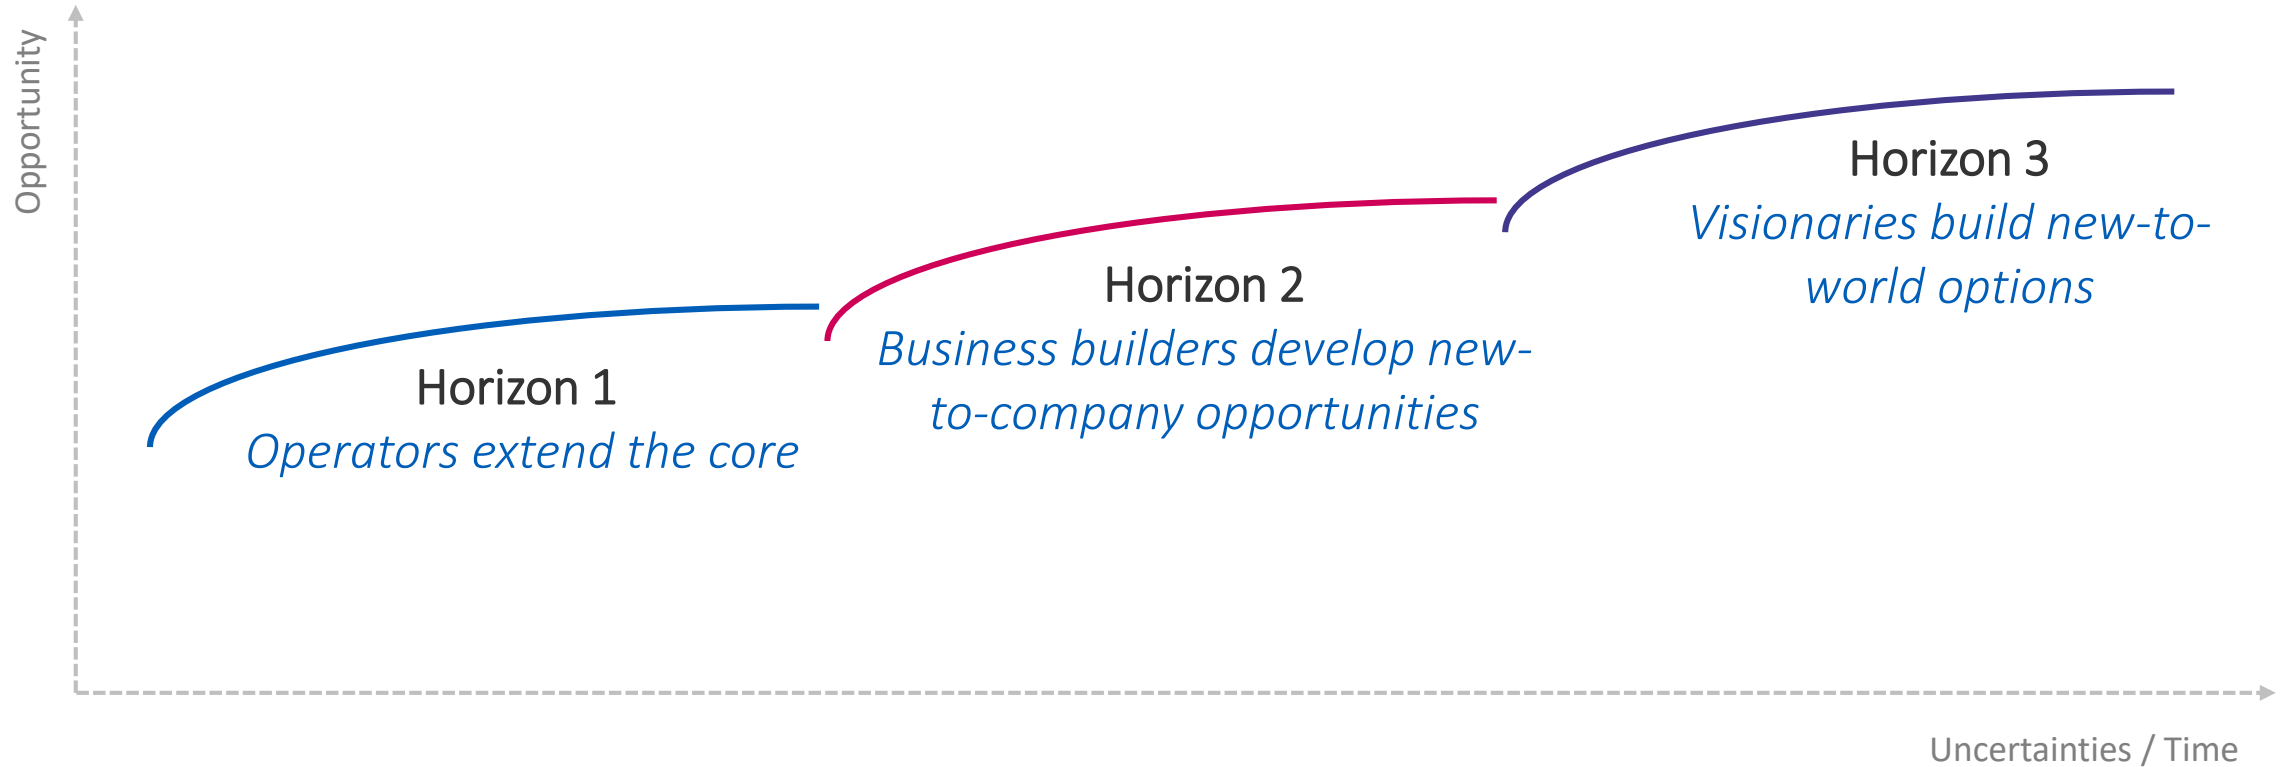 Opportunity
Horizon 3
Visionaries build new-to-
world options
Horizon 2
Business builders develop new-
to-company opportunities
Horizon 1
Operators extend the core
Uncertainties / Time